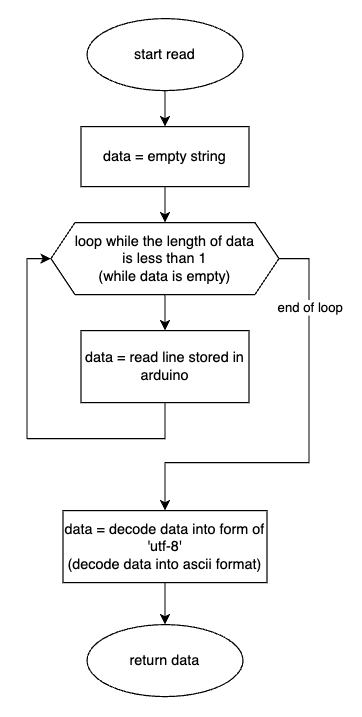 start read
data = empty string
loop while the length of data
is less than 1
(while data is empty)
end of loop
data = read line stored in
arduino
data = decode data into form of
'utf-8'
(decode data into ascii format)
return data